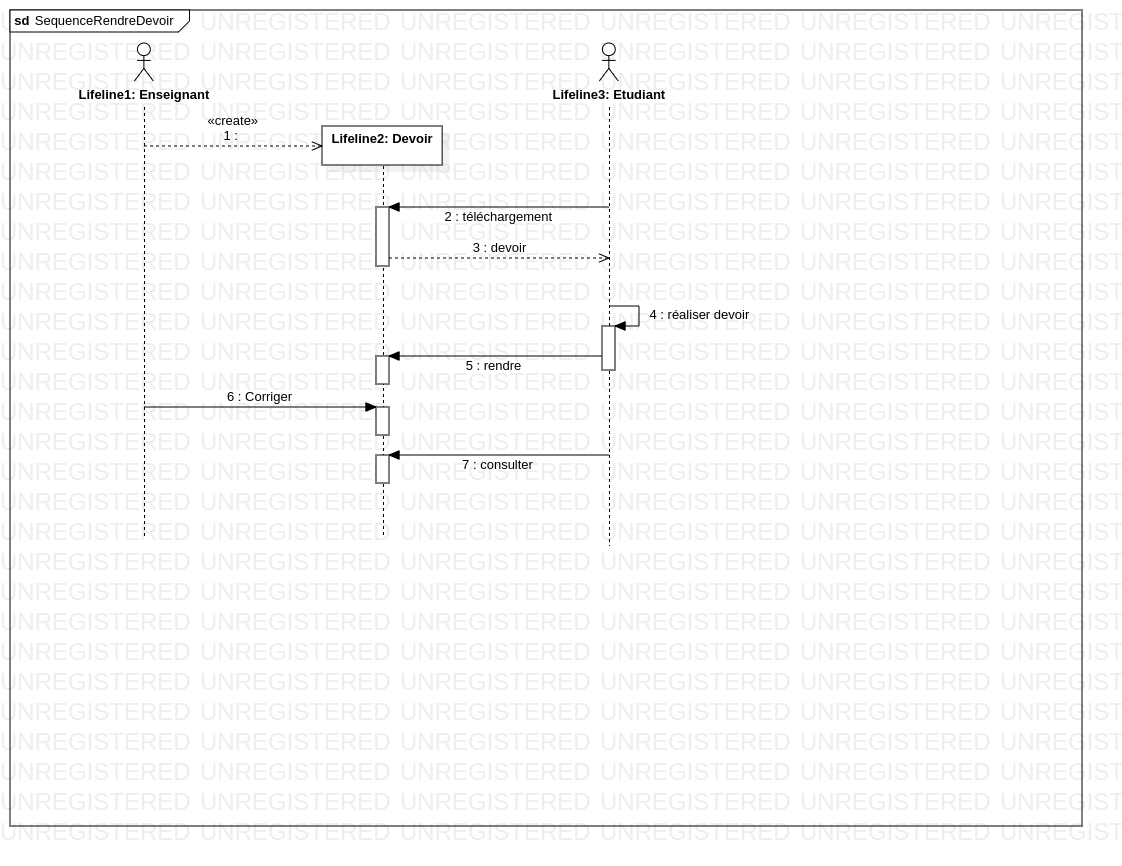 sd SequenceRendreDevoir
Lifeline1: Enseignant
Lifeline3: Etudiant
«create»
1 :
Lifeline2: Devoir
2 : téléchargement
3 : devoir
4 : réaliser devoir
5 : rendre
6 : Corriger
7 : consulter
UNREGISTERED UNREGISTERED UNREGISTERED UNREGISTERED UNREGISTERED UNREGIST